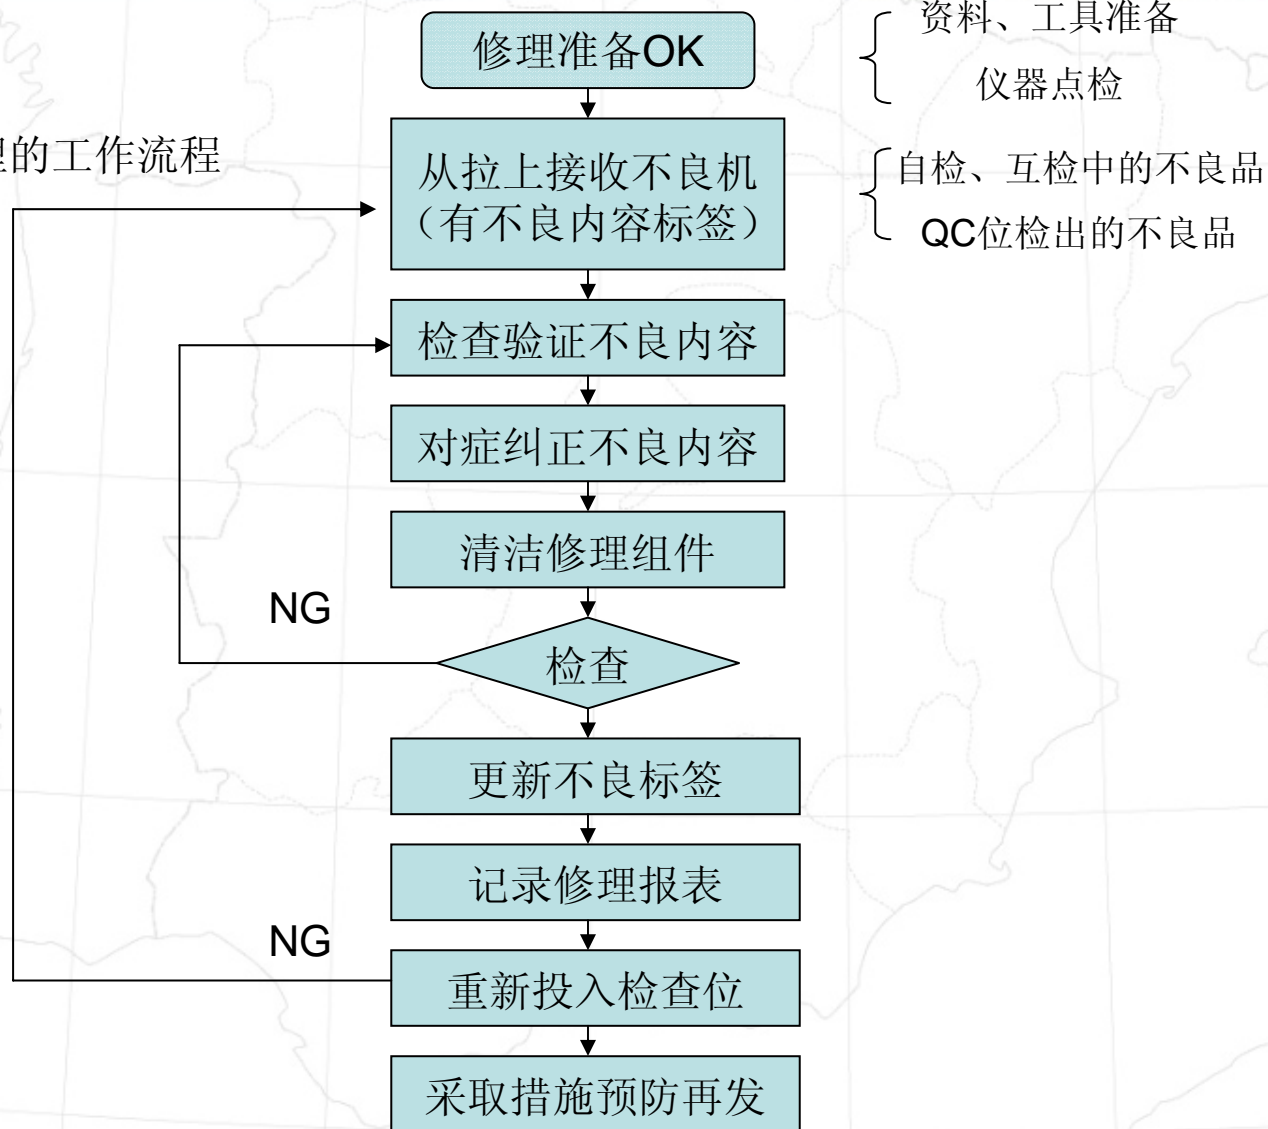 修理准备OK
资料、工具准备
仪器点检
理的工作流程
从拉上接收不良机
（有不良内容标签）
自检、互检中的不良品
QC位检出的不良品
检查验证不良内容
对症纠正不良内容
清洁修理组件
NG
检查
更新不良标签
记录修理报表
NG
重新投入检查位
采取措施预防再发